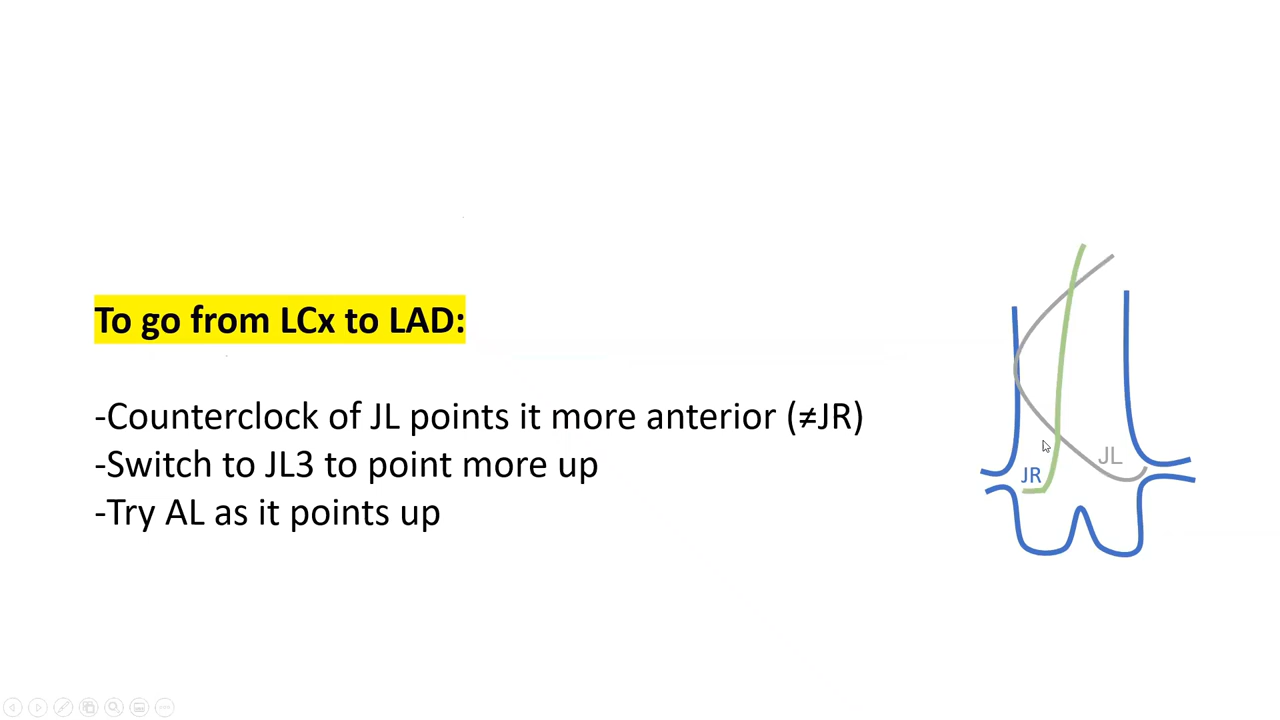 To go from LCx to LAD:
-Counterclock of JL points it more anterior (≠JR)
-Switch to JL3 to point more up
-Try AL as it points up
JL
JR